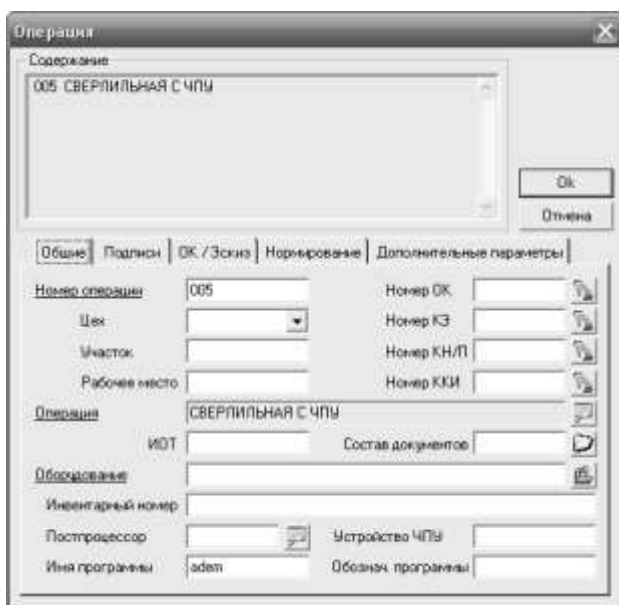 Операция
Содержание
005 СВЕРЛИЛЬНАЯ С ЧПУ
Ok
Отмена
Общие Подписи ОК / Эскиз Нормирование Дополнительные параметры
Номер операции 005 Номер ОК
Цех Номер КЭ
Участок Номер КН/П
Рабочее место Номер ККИ
Операция СВЕРЛИЛЬНАЯ С ЧПУ
ИОТ Состав документов
Оборудование
Инвентарный номер
Постпроцессор Устройство ЧПУ
Имя программы adem Обознач. программы